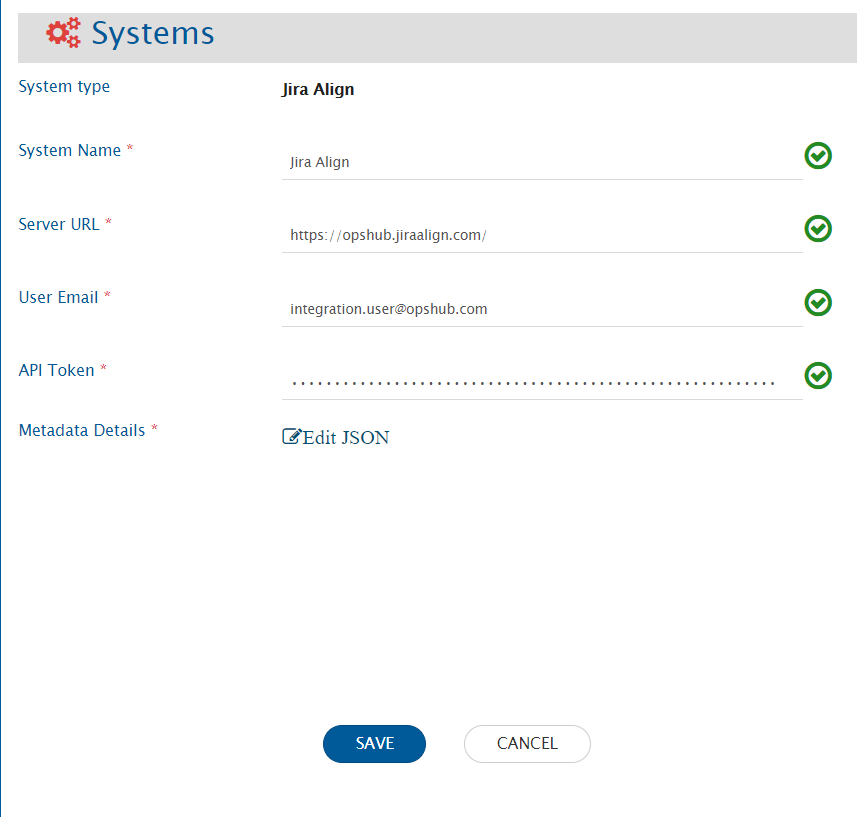 Systems
System type
Jira Align
System Name *
Jira Align
Server URL *
https://opshub.jiraalign.com/
User Email *
integration.user@opshub.com
API Token *
Metadata Details *
Edit JSON
SAVE
CANCEL